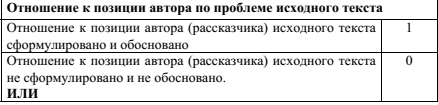 Отношение к позиции автора по проблеме исходного текста
Отношение к позиции автора (рассказчика) исходного текста 1
сформулировано и обосновано
Отношение к позиции автора (рассказчика) исходного текста 0
не сформулировано и не обосновано.
ИЛИ